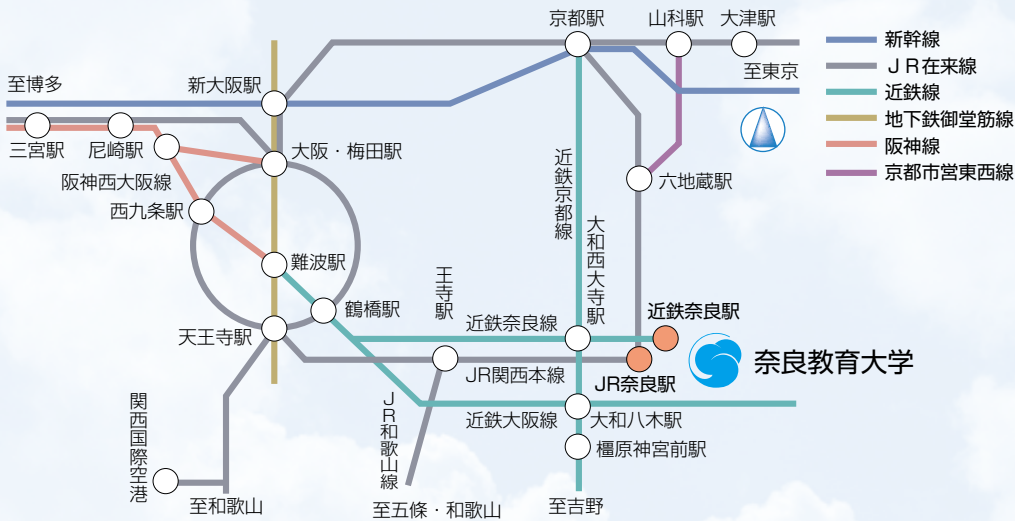 京都駅
山科駅
大津駅
新幹線
ＪＲ在来線
近鉄線
地下鉄御堂筋線
阪神線
京都市営東西線
至東京
至博多
新大阪駅
三宮駅
尼崎駅
大阪・梅田駅
阪神西大阪線
西九条駅
六地蔵駅
近鉄京都線
大和西大寺駅
難波駅
鶴橋駅
王寺駅
天王寺駅
近鉄奈良線
近鉄奈良駅
奈良教育大学
JR関西本線
JR奈良駅
関西国際空港
JR和歌山線
近鉄大阪線
大和八木駅
橿原神宮前駅
至和歌山
至五條・和歌山
至吉野